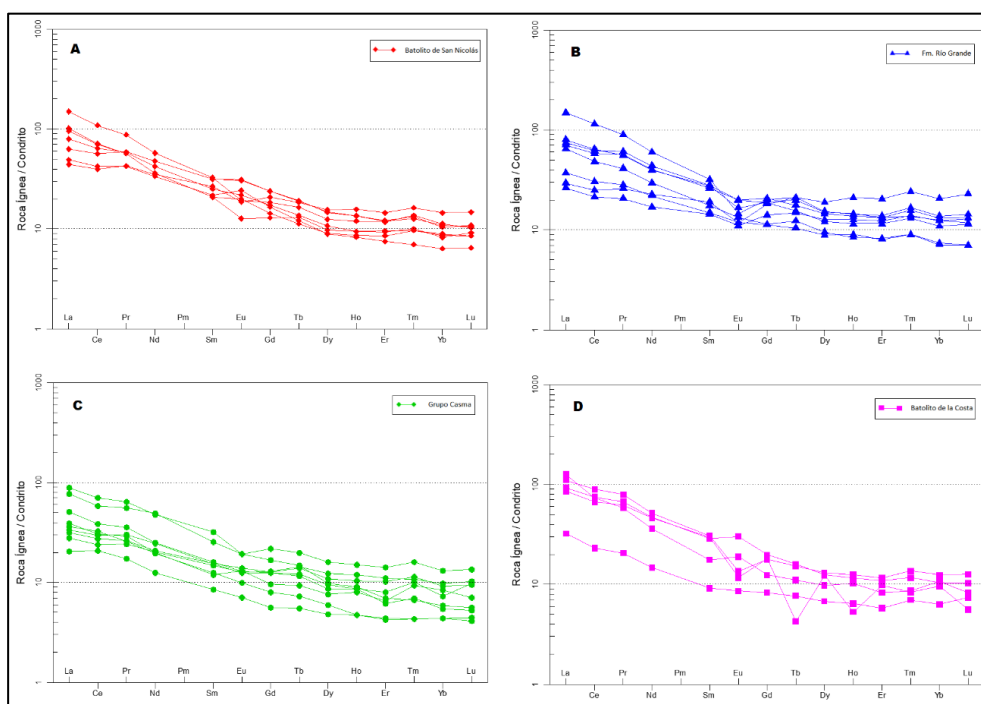 A
Batolito de San Nicolás
Roca Ígnea / Condrito
1000
100
10
1
La Pr Pm Eu Tb Ho Tm Lu
Ce Nd Sm Gd Dy Er Yb
B
Fm. Río Grande
Roca Ígnea / Condrito
1000
100
10
1
La Pr Pm Eu Tb Ho Tm Lu
Ce Nd Sm Gd Dy Er Yb
C
Grupo Casma
Roca Ígnea / Condrito
1000
100
10
1
La Pr Pm Eu Tb Ho Tm Lu
Ce Nd Sm Gd Dy Er Yb
D
Batolito de la Costa
Roca Ígnea / Condrito
1000
100
10
1
La Pr Pm Eu Tb Ho Tm Lu
Ce Nd Sm Gd Dy Er Yb